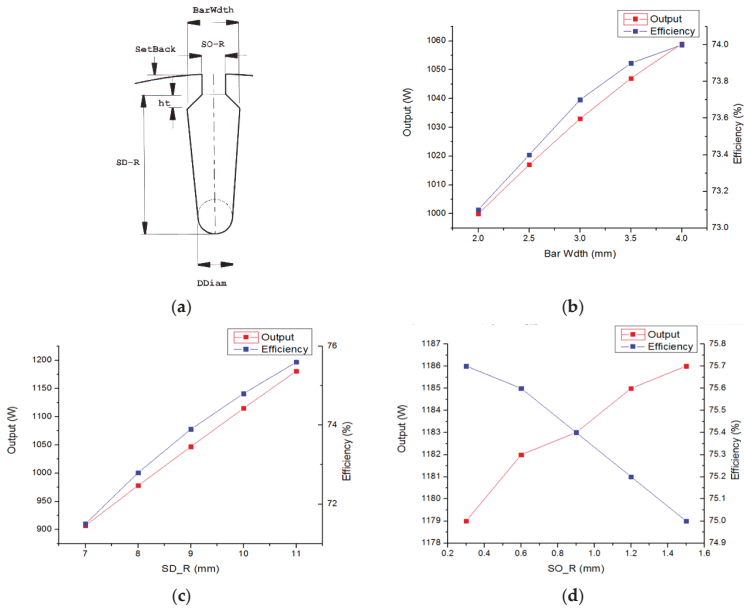 BarWdth
SO-R
SetBack
ht
SD-R
DDiam
(a)
Output
Efficiency
1060
1050
1040
1030
1020
1010
1000
Output (W)
74.0
73.8
73.6
73.4
73.2
73.0
Efficiency (%)
2.0 2.5 3.0 3.5 4.0
Bar Wdth (mm)
(b)
Output
Efficiency
1200
1150
1100
1050
1000
950
900
Output (W)
76
74
72
Efficiency (%)
7 8 9 10 11
SD_R (mm)
(c)
Output
Efficiency
1187
1186
1185
1184
1183
1182
1181
1180
1179
1178
Output (W)
75.8
75.7
75.6
75.5
75.4
75.3
75.2
75.1
75.0
74.9
Efficiency (%)
0.2 0.4 0.6 0.8 1.0 1.2 1.4 1.6
SO_R (mm)
(d)